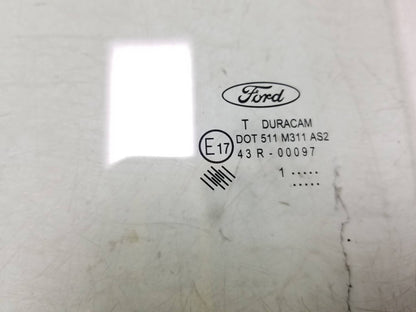 Ford
T DURACAM
DOT 511 M311 AS2
E17
43 R - 00097
1 .....
.....